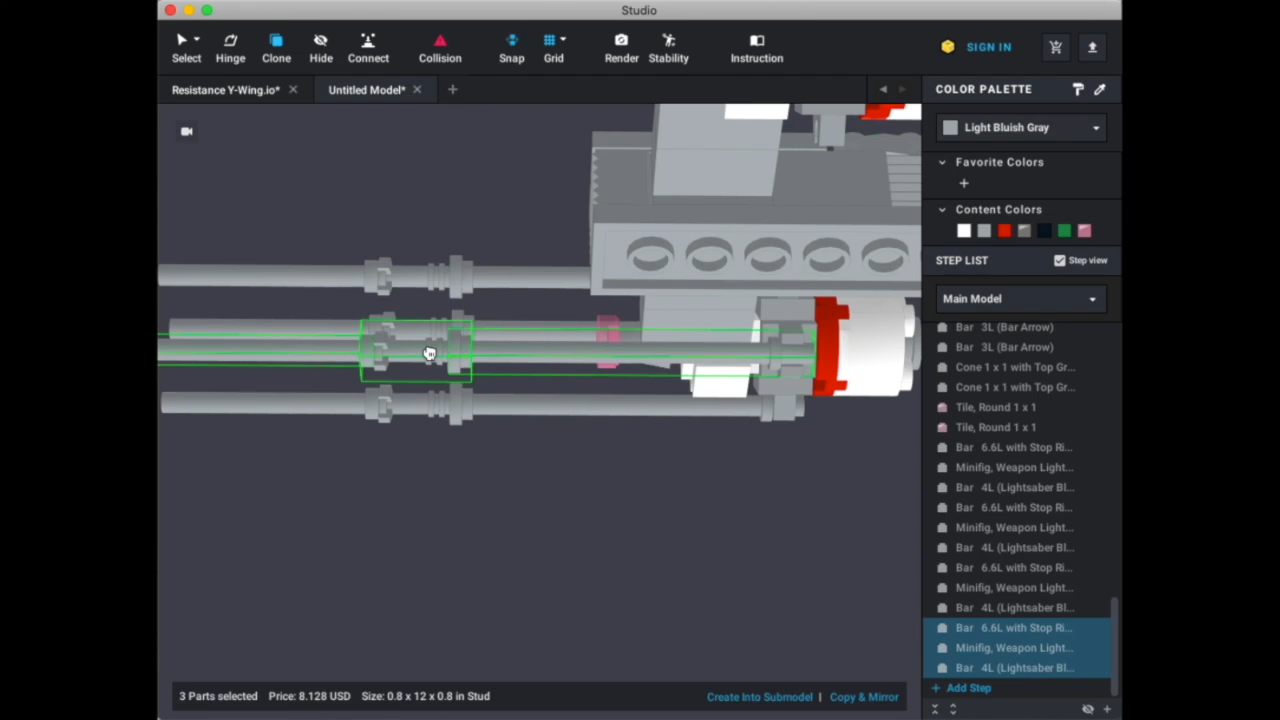 Studio
Select
Hinge
Clone
Hide
Connect
Collision
Snap
Grid
Render
Stability
Instruction
SIGN IN
Resistance Y-Wing.io*
Untitled Model*
COLOR PALETTE
Light Bluish Gray
Favorite Colors
Content Colors
STEP LIST
Step view
Main Model
Bar 3L (Bar Arrow)
Bar 3L (Bar Arrow)
Cone 1 x 1 with Top Gr...
Cone 1 x 1 with Top Gr...
Tile, Round 1 x 1
Tile, Round 1 x 1
Bar 6.6L with Stop Ri...
Minifig, Weapon Light...
Bar 4L (Lightsaber Bl...
Bar 6.6L with Stop Ri...
Minifig, Weapon Light...
Bar 4L (Lightsaber Bl...
Bar 6.6L with Stop Ri...
Minifig, Weapon Light...
Bar 4L (Lightsaber Bl...
Bar 6.6L with Stop Ri...
Minifig, Weapon Light...
Bar 4L (Lightsaber Bl...
+ Add Step
3 Parts selected Price: 8.128 USD Size: 0.8 x 12 x 0.8 in Stud
Create Into Submodel | Copy & Mirror